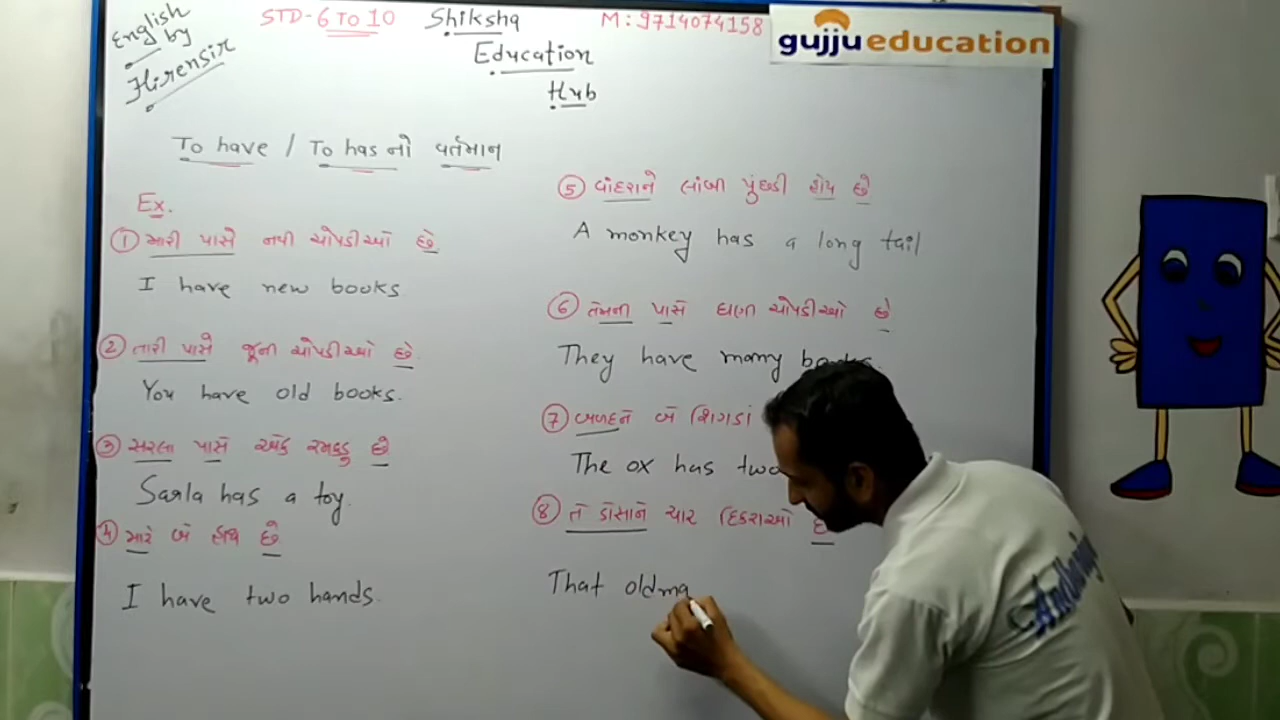 English
by
Hirensir
STD-6 TO 10
Shiksha
Education
Hub
M: 9714074158
gujjueducation
To have / To has નો વર્તમાન
Ex.
① મારી પાસે નવી ચોપડીઓ છે
I have new books
② તારી પાસે જૂની ચોપડીઓ છે.
You have old books.
③ સરલા પાસે એક રમકડુ છે
Sarla has a toy.
④ મારે બે હાથ છે
I have two hands.
⑤ વાંદરાને લાંબી પુંછડી હોય છે
A monkey has a long tail
⑥ તેમની પાસે ઘણી ચોપડીઓ છે
They have many books.
⑦ બળદને બે શિંગડાં
The ox has two
⑧ તે ડોસાને ચાર દિકરાઓ છે
That oldma